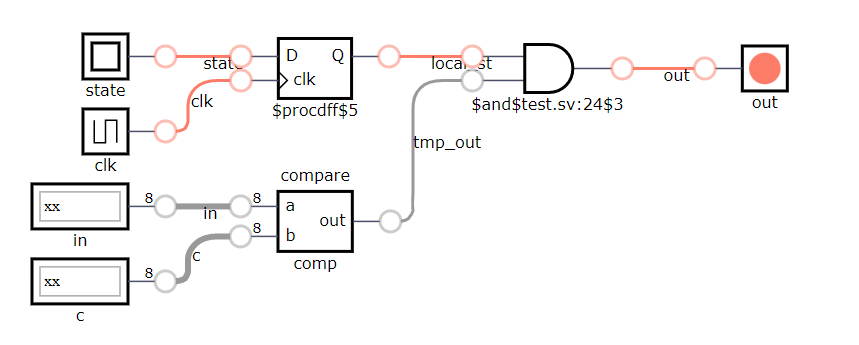 state
D Q
clk
state
clk
$procdff$5
clk
out
$and$test.sv:24$3
out
tmp_out
compare
xx
8
in
8
a
out
b
in
comp
xx
8
c
8
c